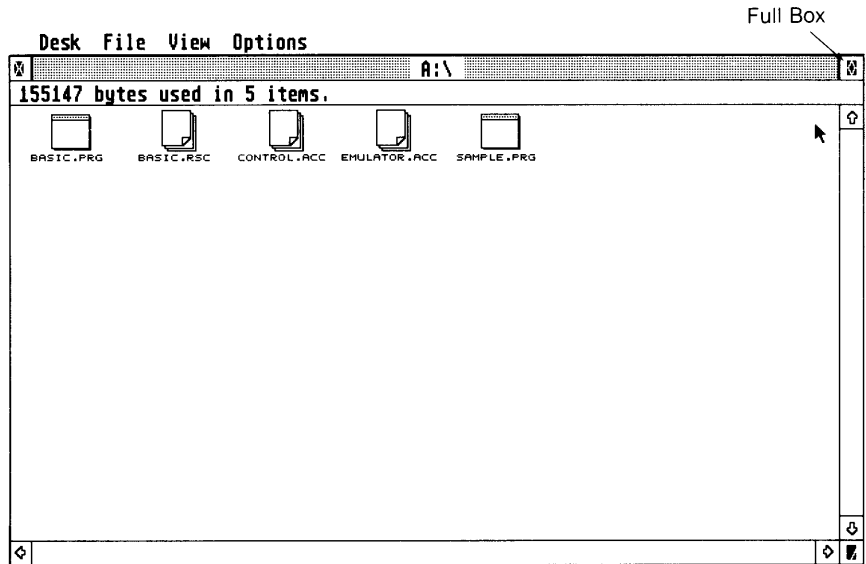 Full Box
Desk File View Options
A:\
155147 bytes used in 5 items.
BASIC.PRG BASIC.RSC CONTROL.ACC EMULATOR.ACC SAMPLE.PRG